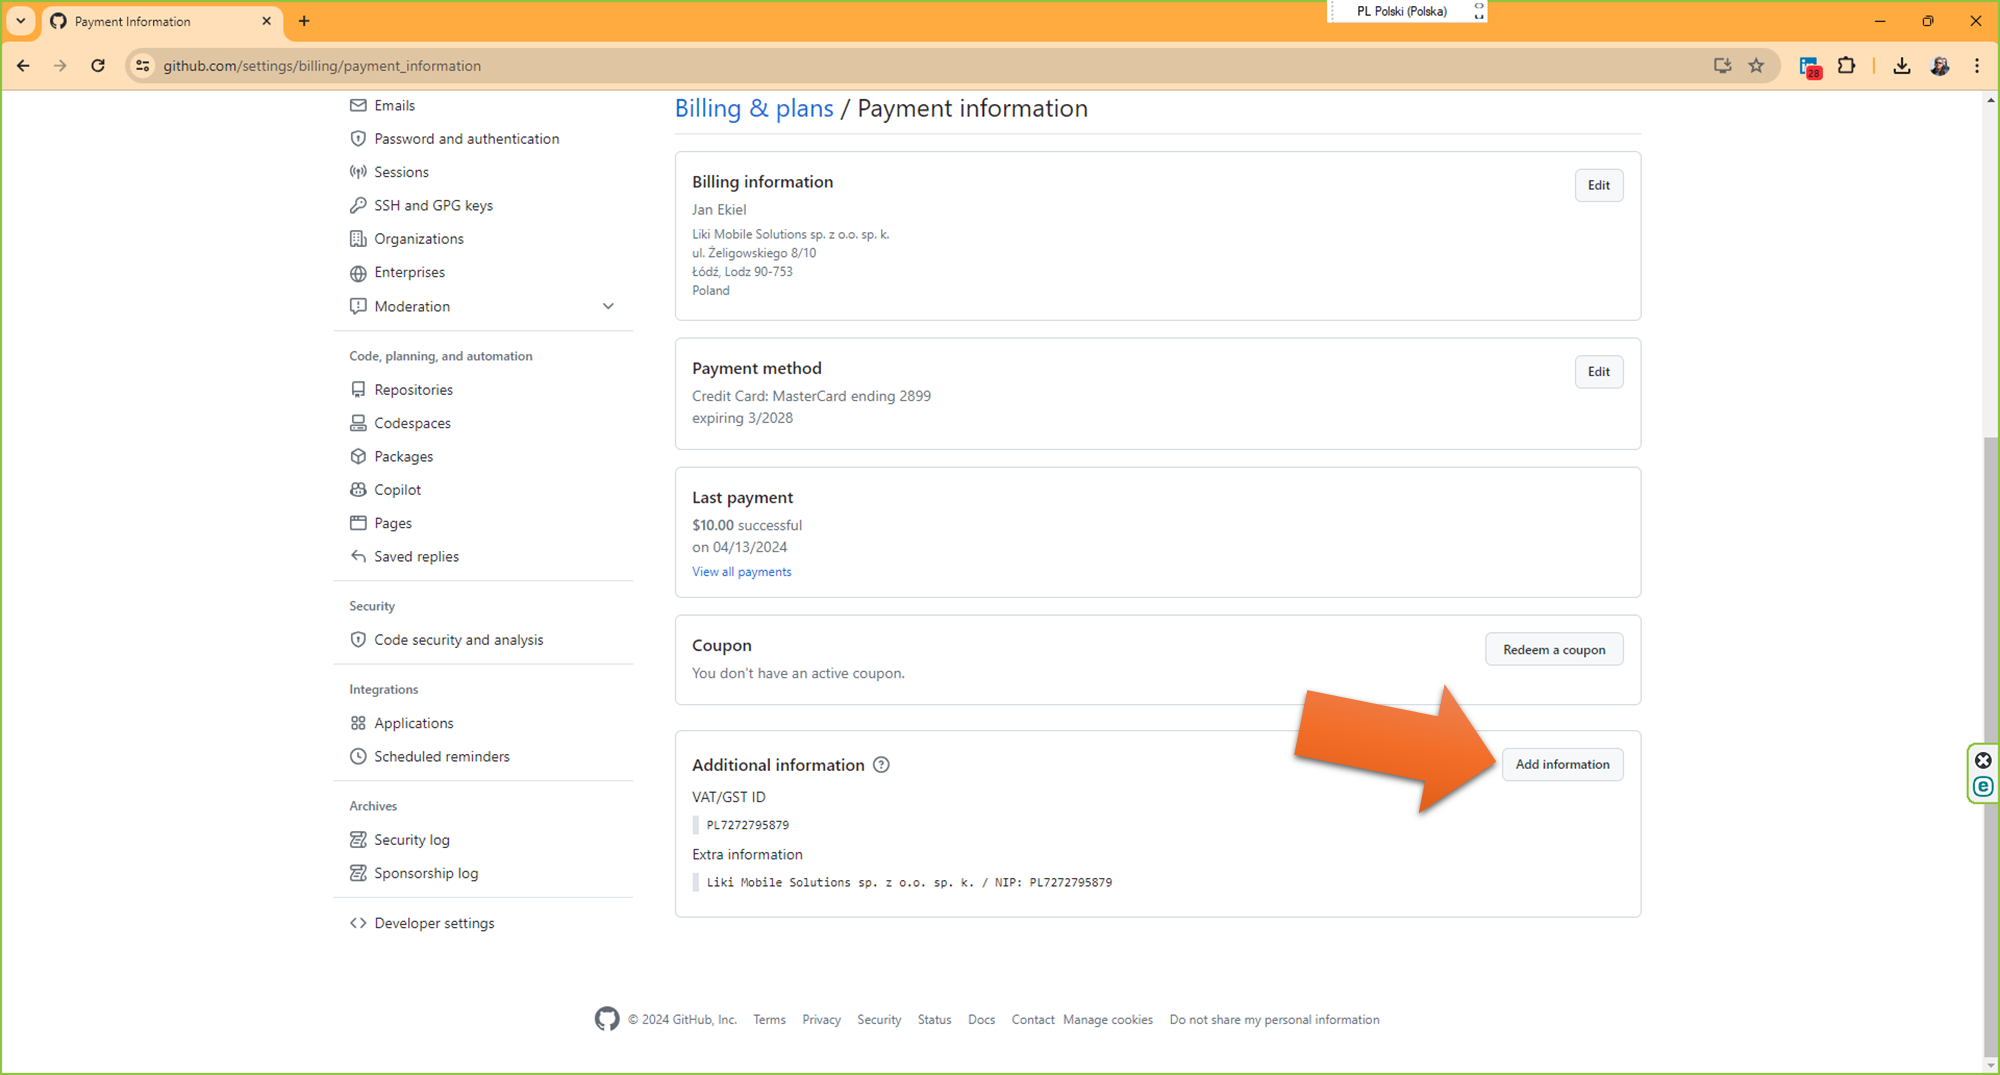 Payment Information
PL Polski (Polska)
github.com/settings/billing/payment_information
28
Emails
Password and authentication
Sessions
SSH and GPG keys
Organizations
Enterprises
Moderation
Code, planning, and automation
Repositories
Codespaces
Packages
Copilot
Pages
Saved replies
Security
Code security and analysis
Integrations
Applications
Scheduled reminders
Archives
Security log
Sponsorship log
Developer settings
Billing & plans / Payment information
Billing information
Edit
Jan Ekiel
Liki Mobile Solutions sp. z o.o. sp. k.
ul. Żeligowskiego 8/10
Łódź, Lodz 90-753
Poland
Payment method
Edit
Credit Card: MasterCard ending 2899
expiring 3/2028
Last payment
$10.00 successful
on 04/13/2024
View all payments
Coupon
Redeem a coupon
You don't have an active coupon.
Additional information
Add information
VAT/GST ID
PL7272795879
Extra information
Liki Mobile Solutions sp. z o.o. sp. k. / NIP: PL7272795879
© 2024 GitHub, Inc. Terms Privacy Security Status Docs Contact Manage cookies Do not share my personal information